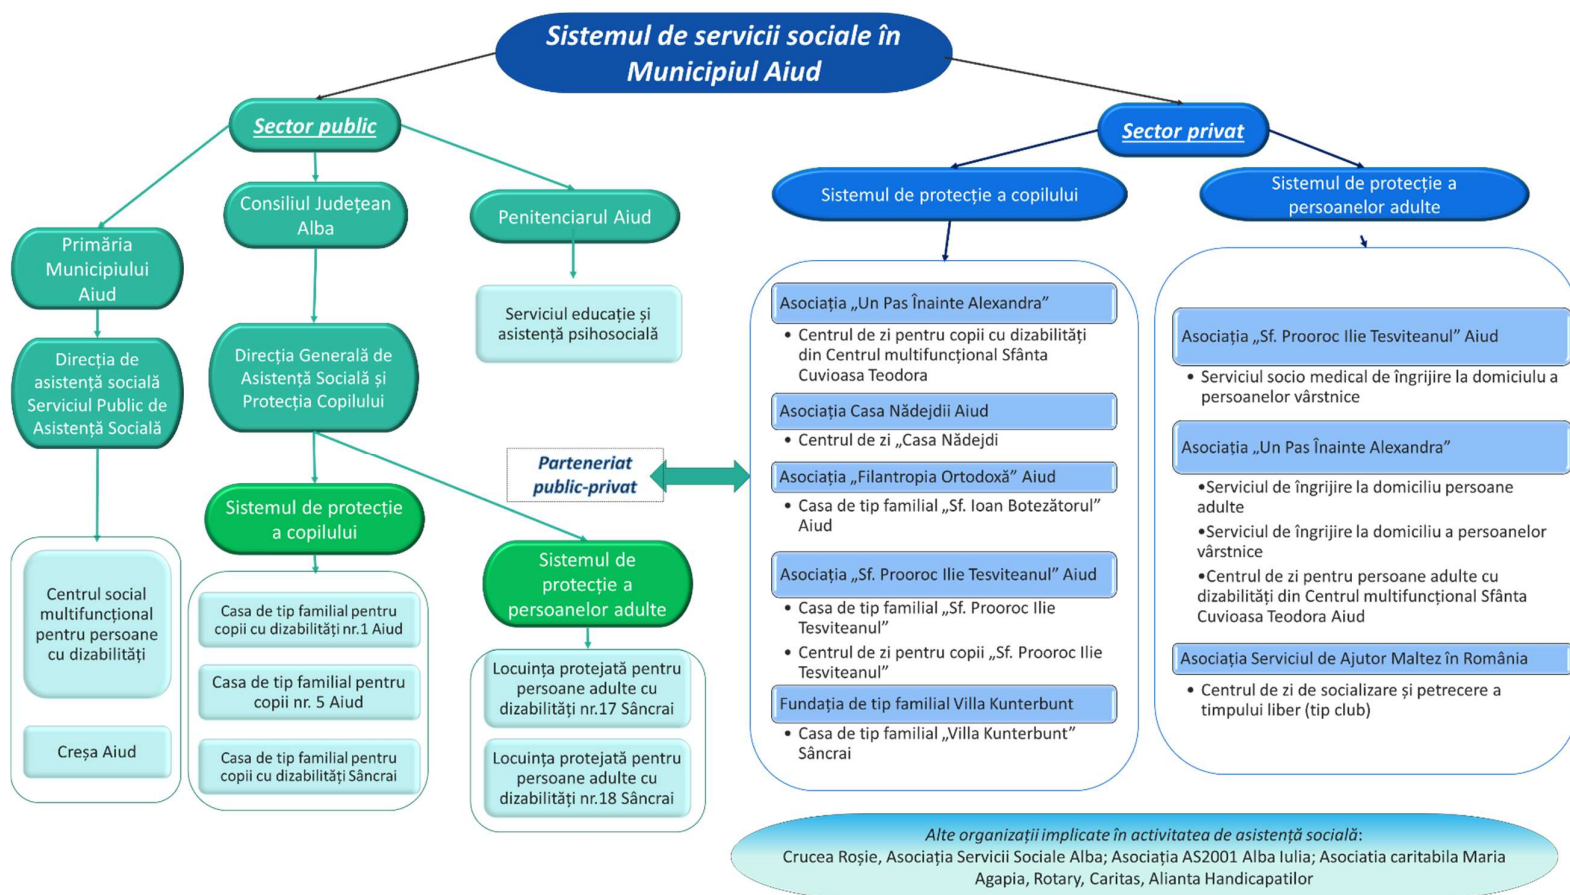 Sistemul de servicii sociale în
Municipiul Aiud
Sector public
Primăria
Municipiului
Aiud
Direcția de
asistență socială
Serviciul Public de
Asistență Socială
Centrul social
multifuncțional
pentru persoane
cu dizabilități
Creșa Aiud
Consiliul Județean
Alba
Direcția Generală de
Asistență Socială și
Protecția Copilului
Sistemul de protecție
a copilului
Casa de tip familial pentru
copii cu dizabilități nr.1 Aiud
Casa de tip familial pentru
copii nr. 5 Aiud
Casa de tip familial pentru
copii cu dizabilități Sâncrai
Sistemul de
protecție a
persoanelor adulte
Locuința protejată pentru
persoane adulte cu
dizabilități nr.17 Sâncrai
Locuința protejată pentru
persoane adulte cu
dizabilități nr.18 Sâncrai
Penitenciarul Aiud
Serviciul educație și
asistență psihosocială
Parteneriat
public-privat
Sector privat
Sistemul de protecție a copilului
Asociația „Un Pas Înainte Alexandra”
• Centrul de zi pentru copii cu dizabilități
din Centrul multifuncțional Sfânta
Cuvioasa Teodora
Asociația Casa Nădejdii Aiud
• Centrul de zi „Casa Nădejdi
Asociația „Filantropia Ortodoxă” Aiud
• Casa de tip familial „Sf. Ioan Botezătorul”
Aiud
Asociația „Sf. Prooroc Ilie Tesviteanul” Aiud
• Casa de tip familial „Sf. Prooroc Ilie
Tesviteanul”
• Centrul de zi pentru copii „Sf. Prooroc Ilie
Tesviteanul”
Fundația de tip familial Villa Kunterbunt
• Casa de tip familial „Villa Kunterbunt”
Sâncrai
Sistemul de protecție a
persoanelor adulte
Asociația „Sf. Prooroc Ilie Tesviteanul” Aiud
• Serviciul socio medical de îngrijire la domiciulu a
persoanelor vârstnice
Asociația „Un Pas Înainte Alexandra”
•Serviciul de îngrijire la domiciliu persoane
adulte
•Serviciul de îngrijire la domiciliu a persoanelor
vârstnice
•Centrul de zi pentru persoane adulte cu
dizabilități din Centrul multifuncțional Sfânta
Cuvioasa Teodora Aiud
Asociația Serviciul de Ajutor Maltez în România
• Centrul de zi de socializare și petrecere a
timpului liber (tip club)
Alte organizații implicate în activitatea de asistență socială:
Crucea Roșie, Asociația Servicii Sociale Alba; Asociația AS2001 Alba Iulia; Asociatia caritabila Maria
Agapia, Rotary, Caritas, Alianta Handicapatilor